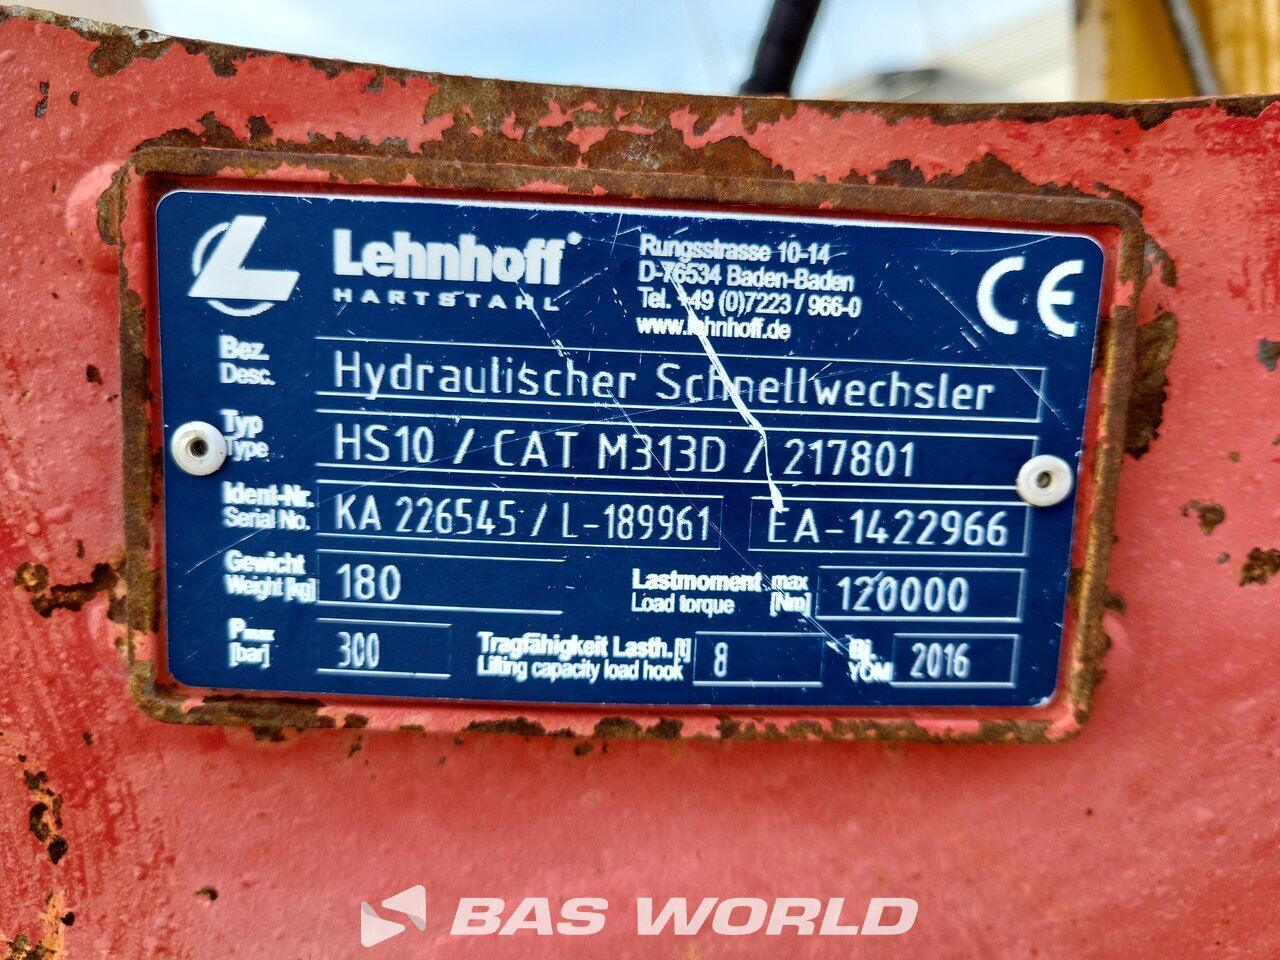 Lehnhoff®
HARTSTAHL
Rungsstrasse 10-14
D-76534 Baden-Baden
Tel. +49 (0)7223 / 966-0
www.lehnhoff.de
CE
Bez.
Desc.
Hydraulischer Schnellwechsler
Typ
Type
HS10 / CAT M313D / 217801
Ident-Nr.
Serial No.
KA 226545 / L-189961
EA-1422966
Gewicht
Weight [kg]
180
Lastmoment max
Load torque [Nm]
120000
Pmax
[bar]
300
Tragfähigkeit Lasth. [t]
Lifting capacity load hook
8
Bj.
YOM
2016
BAS WORLD